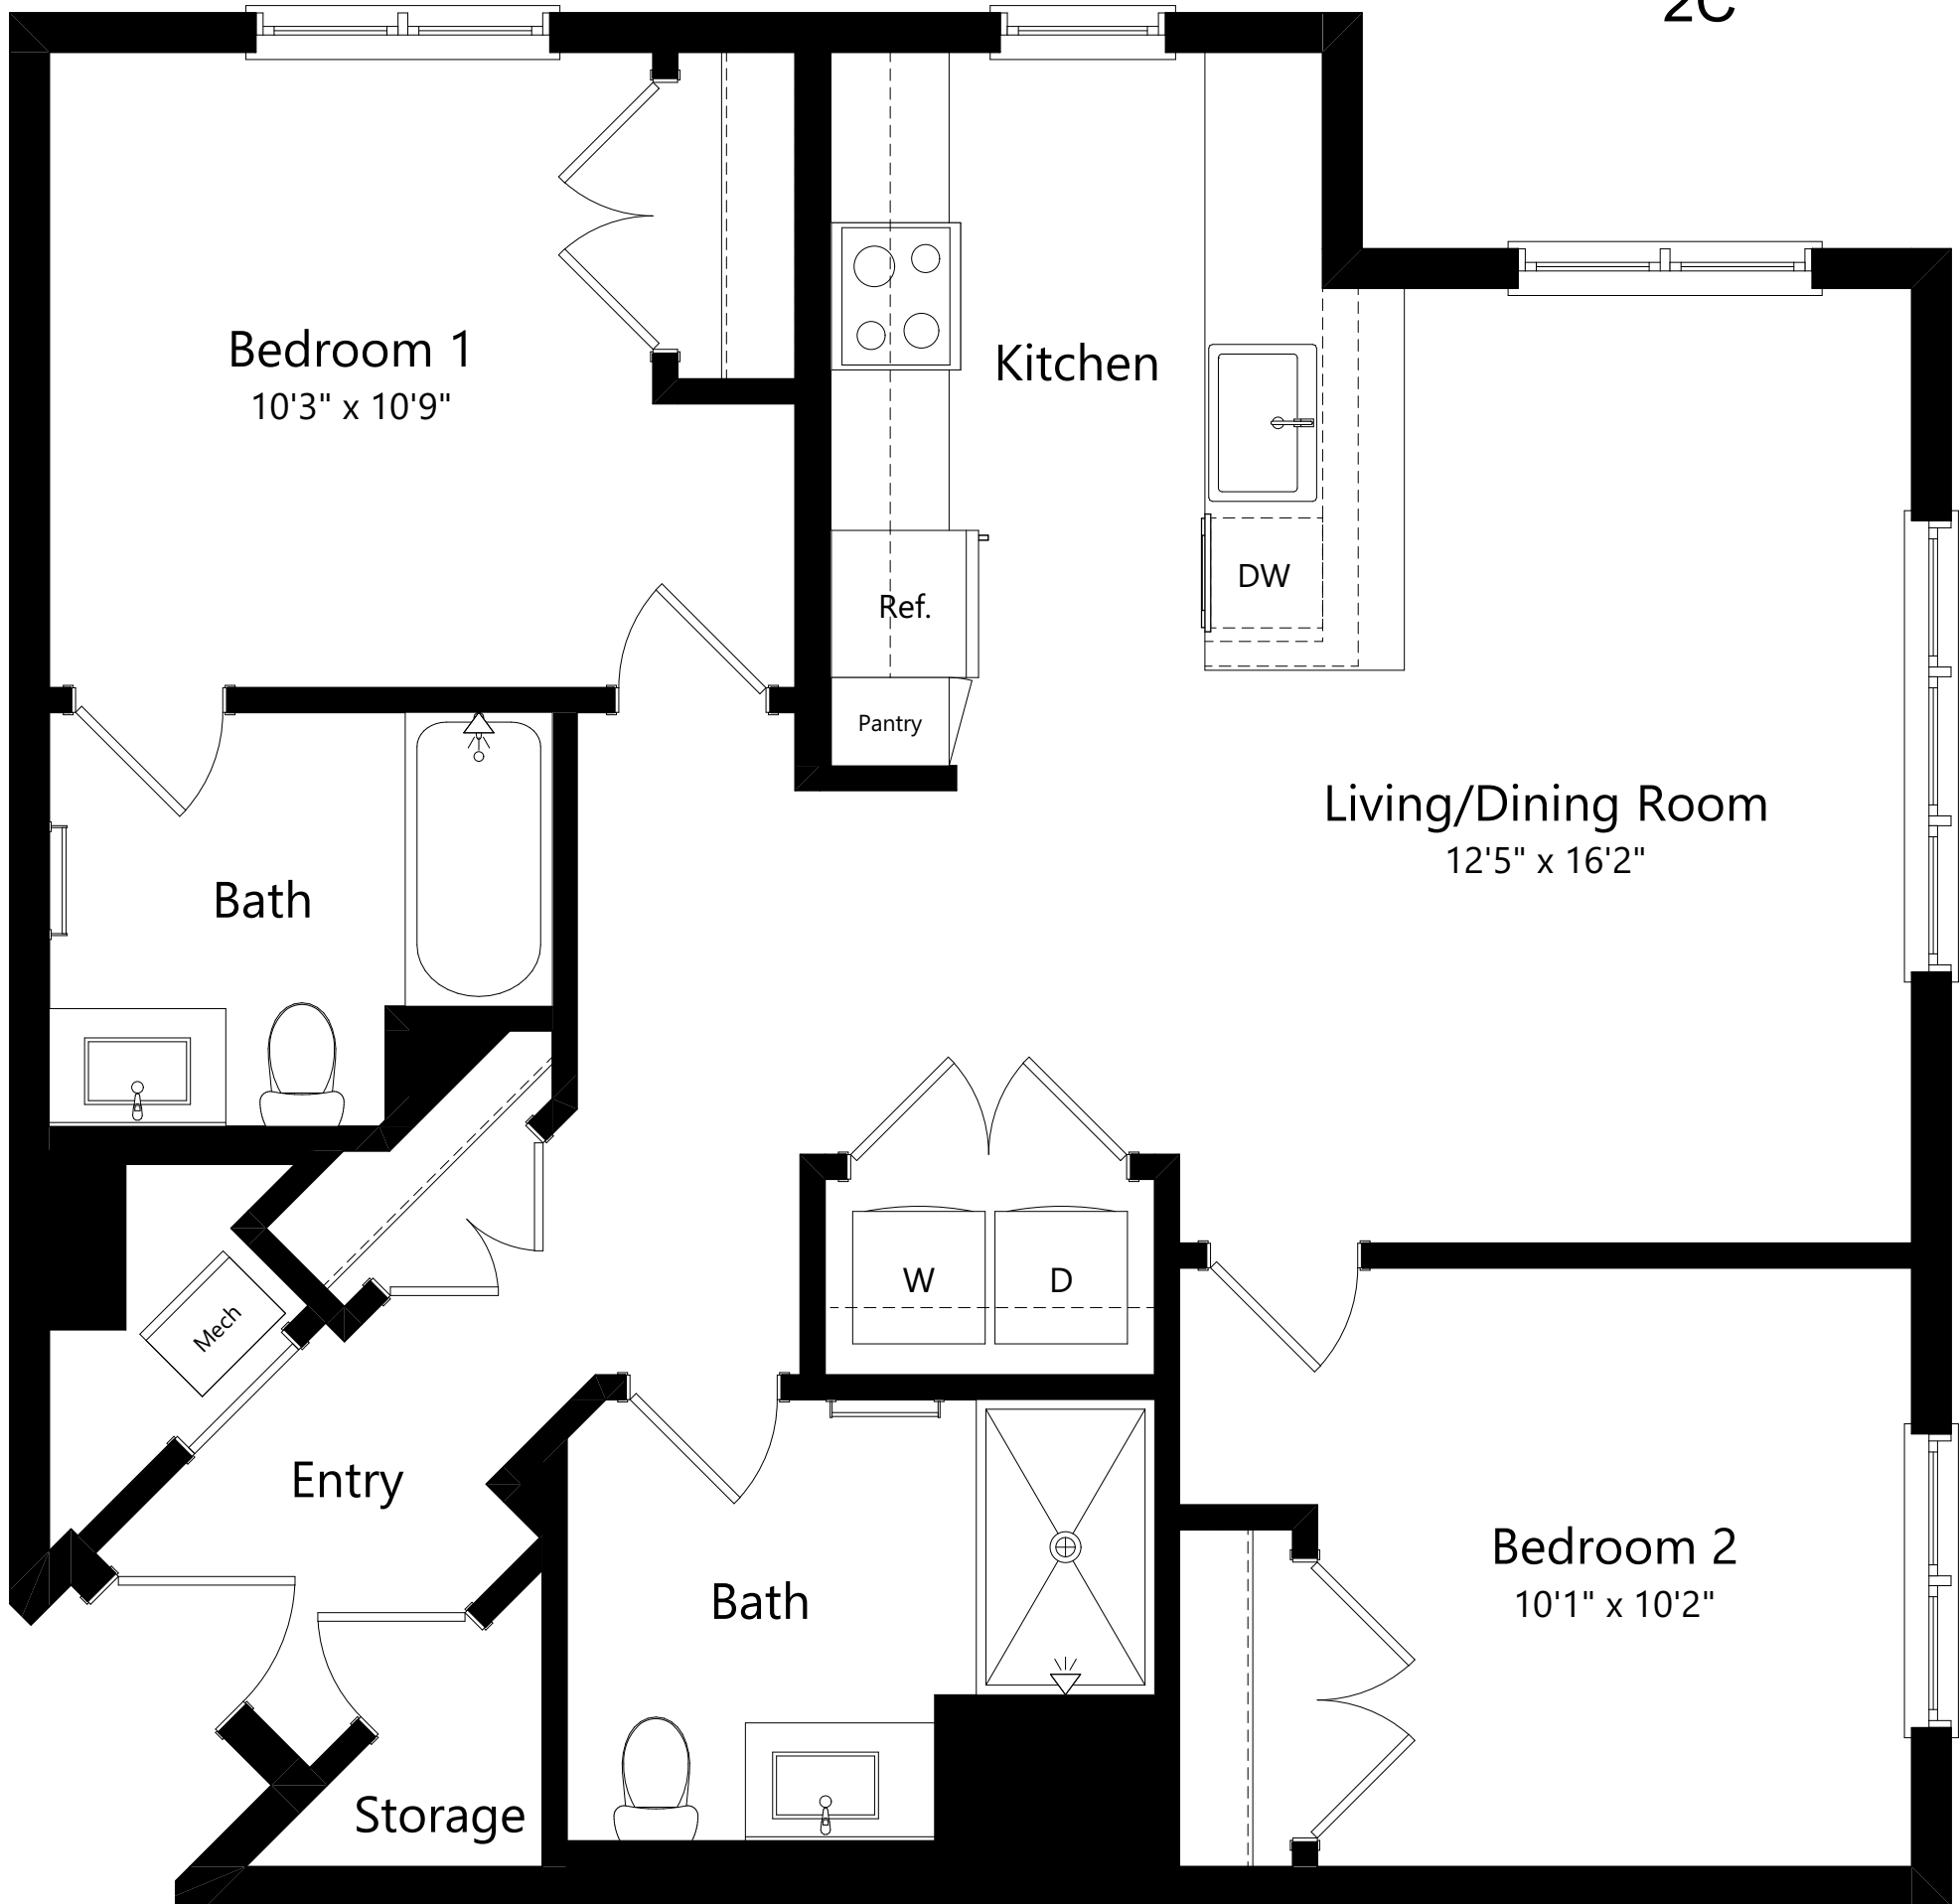 2C
Bedroom 1
10'3" x 10'9"
Kitchen
Ref.
DW
Pantry
Living/Dining Room
12'5" x 16'2"
Bath
W
D
Mech
Entry
Bedroom 2
10'1" x 10'2"
Bath
Storage